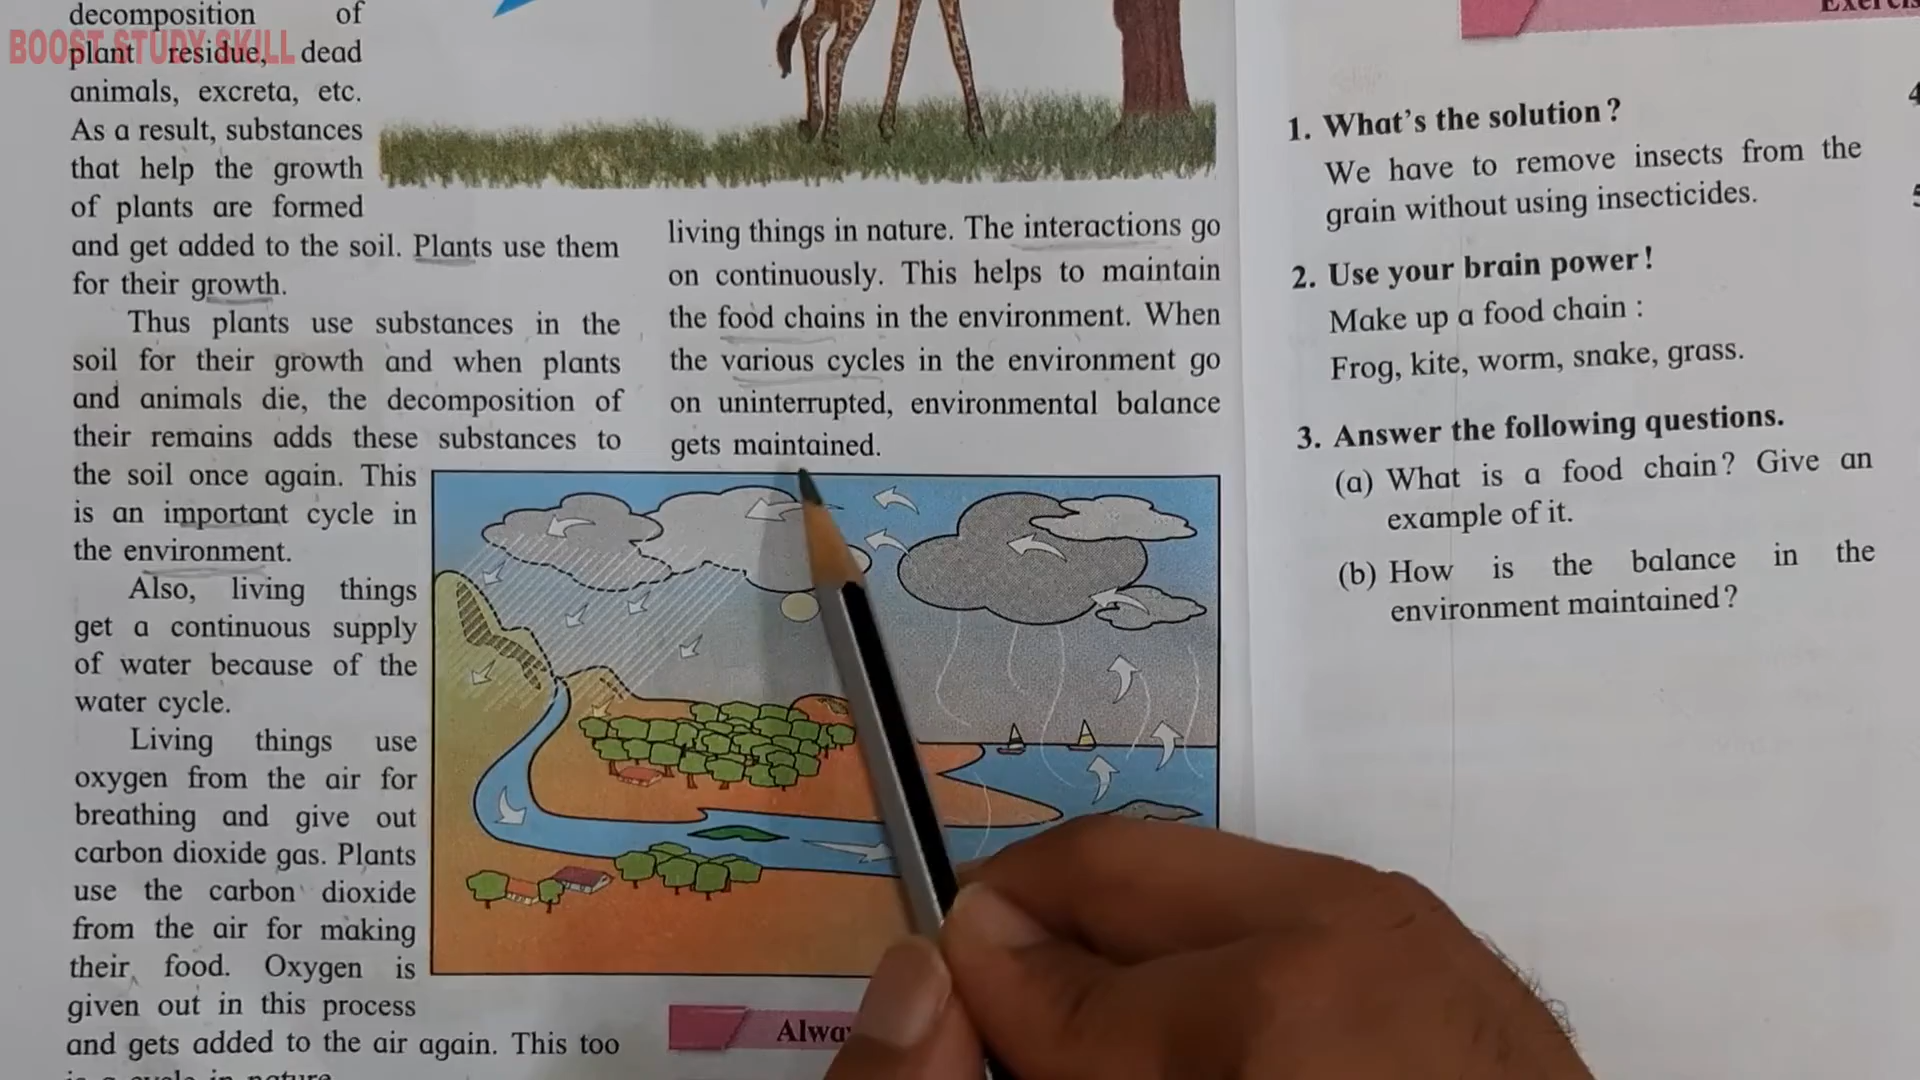 BOOST STUDY SKILL
decomposition of
plant residue, dead
animals, excreta, etc.
As a result, substances
that help the growth
of plants are formed
and get added to the soil. Plants use them
for their growth.
Thus plants use substances in the
soil for their growth and when plants
and animals die, the decomposition of
their remains adds these substances to
the soil once again. This
is an important cycle in
the environment.
Also, living things
get a continuous supply
of water because of the
water cycle.
Living things use
oxygen from the air for
breathing and give out
carbon dioxide gas. Plants
use the carbon dioxide
from the air for making
their food. Oxygen is
given out in this process
and gets added to the air again. This too
is a cycle in nature
living things in nature. The interactions go
on continuously. This helps to maintain
the food chains in the environment. When
the various cycles in the environment go
on uninterrupted, environmental balance
gets maintained.
1. What's the solution?
We have to remove insects from the
grain without using insecticides.
2. Use your brain power!
Make up a food chain :
Frog, kite, worm, snake, grass.
3. Answer the following questions.
(a) What is a food chain? Give an
example of it.
(b) How is the balance in the
environment maintained?